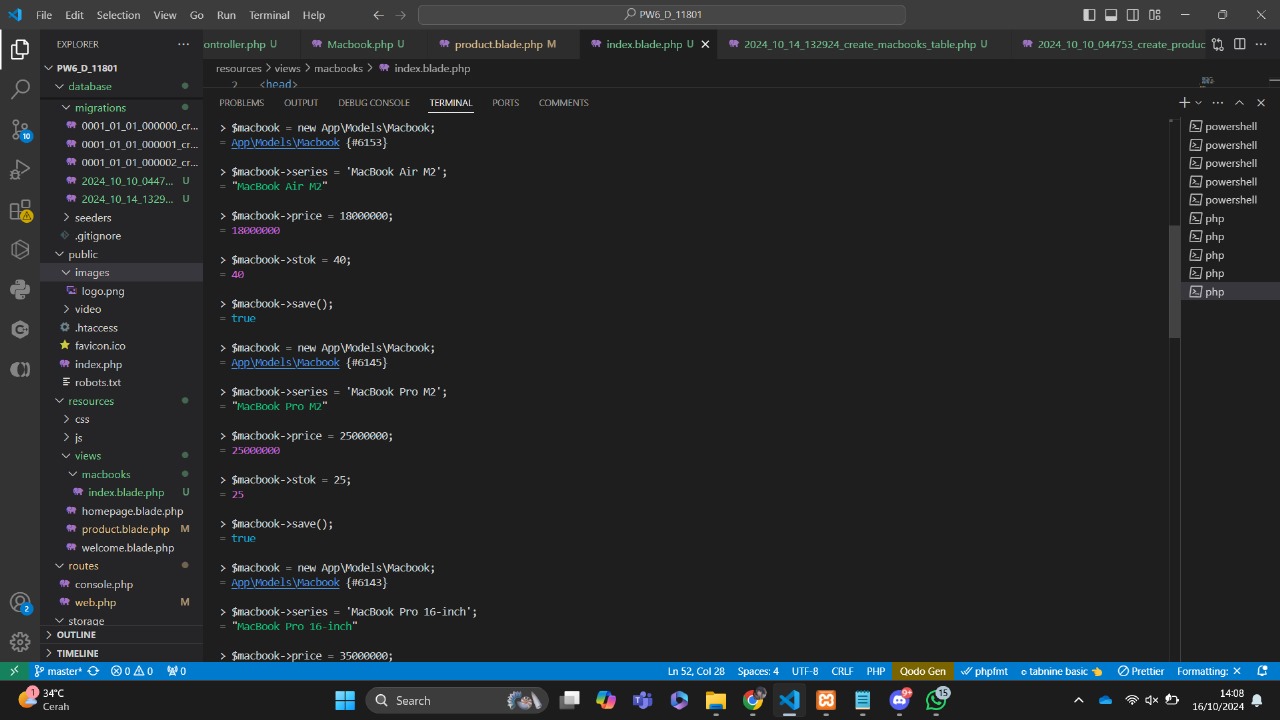 File Edit Selection View Go Run Terminal Help
PW6_D_11801
EXPLORER
PW6_D_11801
database
migrations
0001_01_01_000000_cr...
0001_01_01_000001_cr...
0001_01_01_000002_cr...
2024_10_10_0447... U
2024_10_14_1329... U
seeders
.gitignore
public
images
logo.png
video
.htaccess
favicon.ico
index.php
robots.txt
resources
css
js
views
macbooks
index.blade.php U
homepage.blade.php
product.blade.php M
welcome.blade.php
routes
console.php
web.php M
storage
OUTLINE
TIMELINE
ontroller.php U Macbook.php U product.blade.php M index.blade.php U 2024_10_14_132924_create_macbooks_table.php U 2024_10_10_044753_create_produc
resources > views > macbooks > index.blade.php
2 <head>
PROBLEMS OUTPUT DEBUG CONSOLE TERMINAL PORTS COMMENTS
> $macbook = new App\Models\Macbook;
= App\Models\Macbook {#6153}
> $macbook->series = 'MacBook Air M2';
= "MacBook Air M2"
> $macbook->price = 18000000;
= 18000000
> $macbook->stok = 40;
= 40
> $macbook->save();
= true
> $macbook = new App\Models\Macbook;
= App\Models\Macbook {#6145}
> $macbook->series = 'MacBook Pro M2';
= "MacBook Pro M2"
> $macbook->price = 25000000;
= 25000000
> $macbook->stok = 25;
= 25
> $macbook->save();
= true
> $macbook = new App\Models\Macbook;
= App\Models\Macbook {#6143}
> $macbook->series = 'MacBook Pro 16-inch';
= "MacBook Pro 16-inch"
> $macbook->price = 35000000;
powershell
powershell
powershell
powershell
powershell
php
php
php
php
php
10
2
master* 0 0 0 Ln 52, Col 28 Spaces: 4 UTF-8 CRLF PHP Qodo Gen phpfmt tabnine basic Prettier Formatting: ×
1
34°C
Cerah
Search
9+
15
14:08
16/10/2024